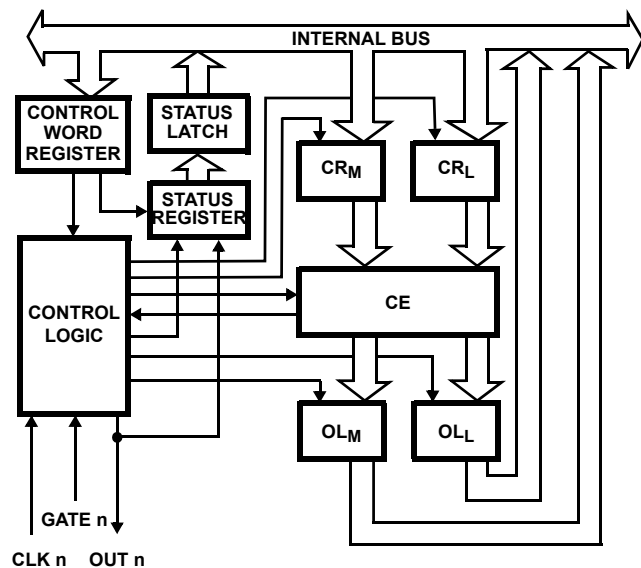 INTERNAL BUS
CONTROL
WORD
REGISTER
STATUS
LATCH
STATUS
REGISTER
CRM
CRL
CONTROL
LOGIC
CE
OLM
OLL
GATE n
CLK n
OUT n